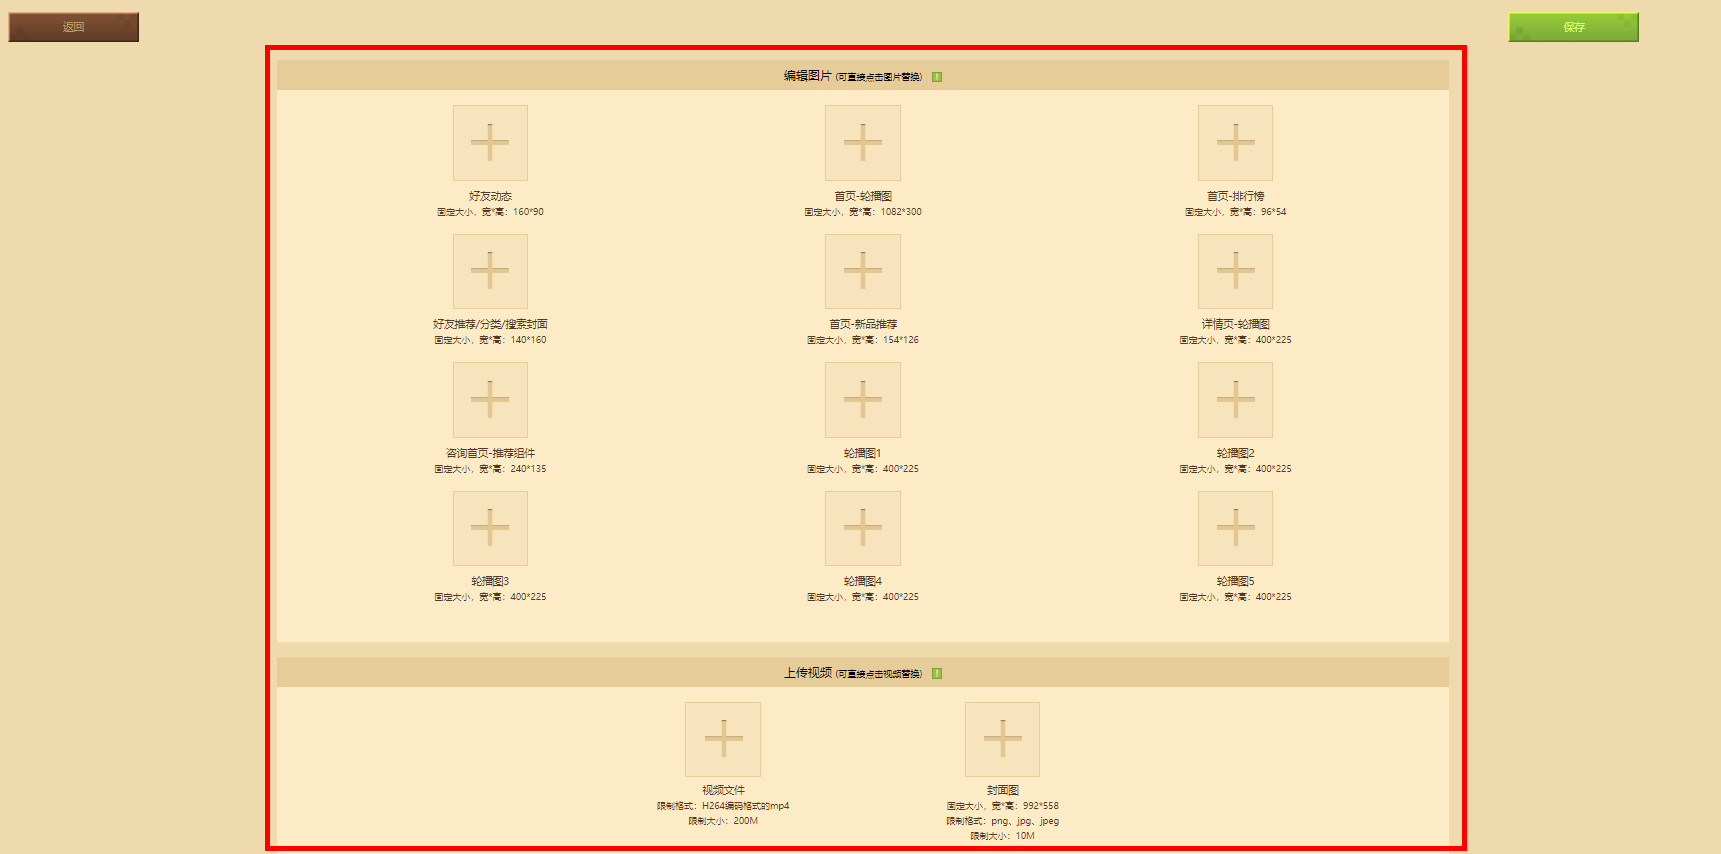 返回
保存
编辑图片 (可直接点击图片替换)
好友动态
固定大小，宽*高：160*90
首页-轮播图
固定大小，宽*高：1082*300
首页-排行榜
固定大小，宽*高：96*54
好友推荐/分类/搜索封面
固定大小，宽*高：140*160
首页-新品推荐
固定大小，宽*高：154*126
详情页-轮播图
固定大小，宽*高：400*225
咨询首页-推荐组件
固定大小，宽*高：240*135
轮播图1
固定大小，宽*高：400*225
轮播图2
固定大小，宽*高：400*225
轮播图3
固定大小，宽*高：400*225
轮播图4
固定大小，宽*高：400*225
轮播图5
固定大小，宽*高：400*225
上传视频 (可直接点击视频替换)
视频文件
限制格式：H264编码格式的mp4
限制大小：200M
封面图
固定大小，宽*高：992*558
限制格式：png、jpg、jpeg
限制大小：10M